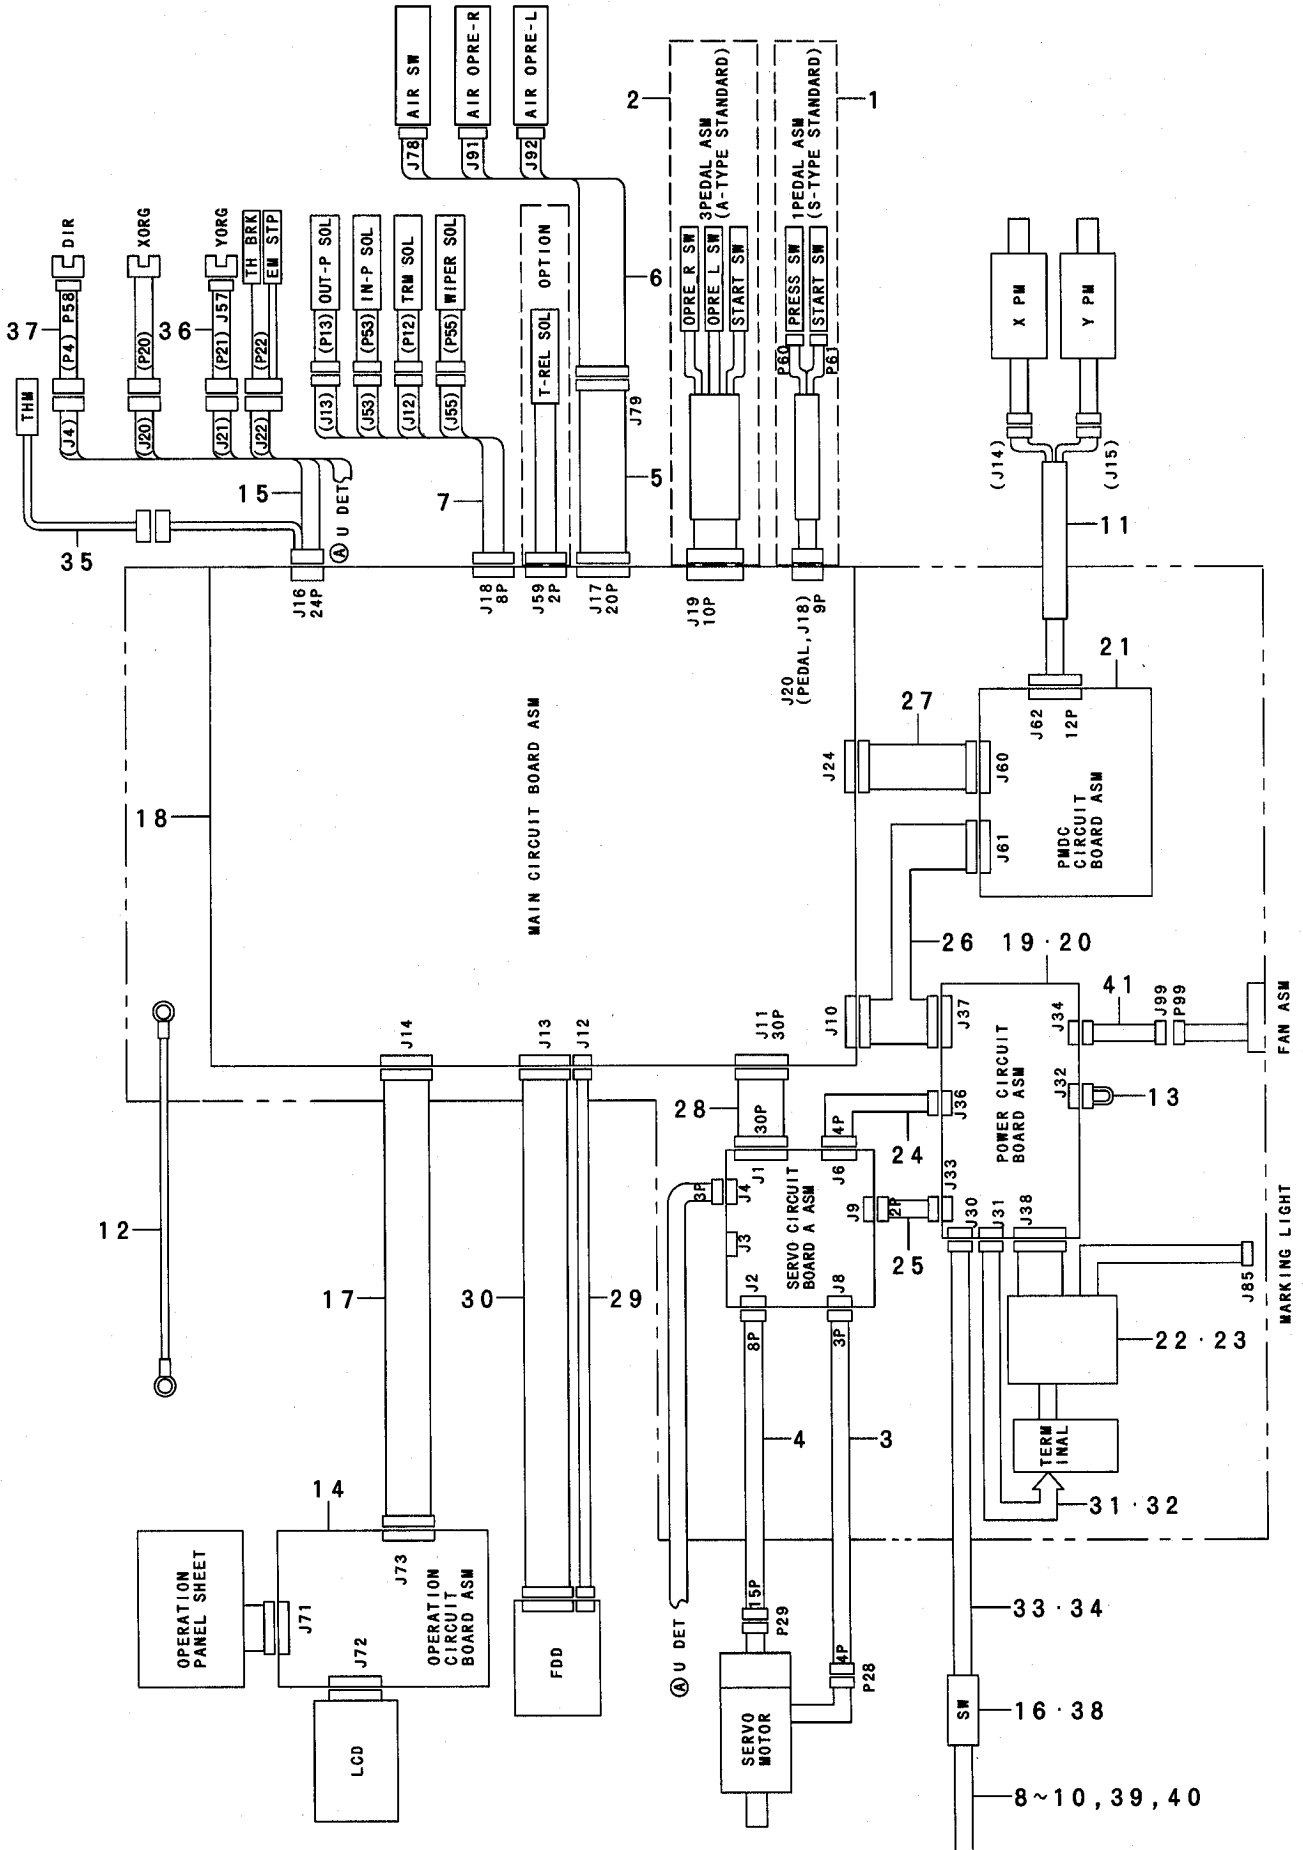 AIR SW
AIR OPRE-R
AIR OPRE-L
J78
J91
J92
2
3PEDAL ASM
(A-TYPE STANDARD)
1PEDAL ASM
(S-TYPE STANDARD)
1
OPRE R SW
OPRE L SW
START SW
PRESS SW
START SW
P60
P61
DIR
XORG
YORG
TH BRK
EM STP
37
(P4) P58
(P20)
36
(P21) J57
(P22)
THM
(J4)
(J20)
(J21)
(J22)
OUT-P SOL
IN-P SOL
TRM SOL
WIPER SOL
(P13)
(P53)
(P12)
(P55)
(J13)
(J53)
(J12)
(J55)
OPTION
T-REL SOL
6
J79
5
7
15
35
Ⓐ U DET
X PM
Y PM
(J14)
(J15)
11
J16
24P
J18
8P
J59
2P
J17
20P
J19
10P
J20
(PEDAL,J18)
9P
21
J62
12P
27
J24
J60
J61
PMDC
CIRCUIT
BOARD ASM
18
MAIN CIRCUIT BOARD ASM
26
19·20
J10
J37
41
J34
J99
P99
FAN ASM
J32
13
POWER CIRCUIT
BOARD ASM
J36
J33
J30
J31
J38
J14
J13
J12
J11
30P
28
30P
4P
24
J1
J6
3P
J4
J3
J9
2P
25
SERVO CIRCUIT
BOARD A ASM
J2
J8
8P
3P
12
17
30
29
J85
MARKING LIGHT
22·23
TERM
INAL
31·32
4
3
14
OPERATION
PANEL SHEET
J71
J72
J73
OPERATION
CIRCUIT
BOARD ASM
LCD
FDD
Ⓐ U DET
15P
P29
4P
P28
SERVO
MOTOR
33·34
SW
16·38
8~10,39,40